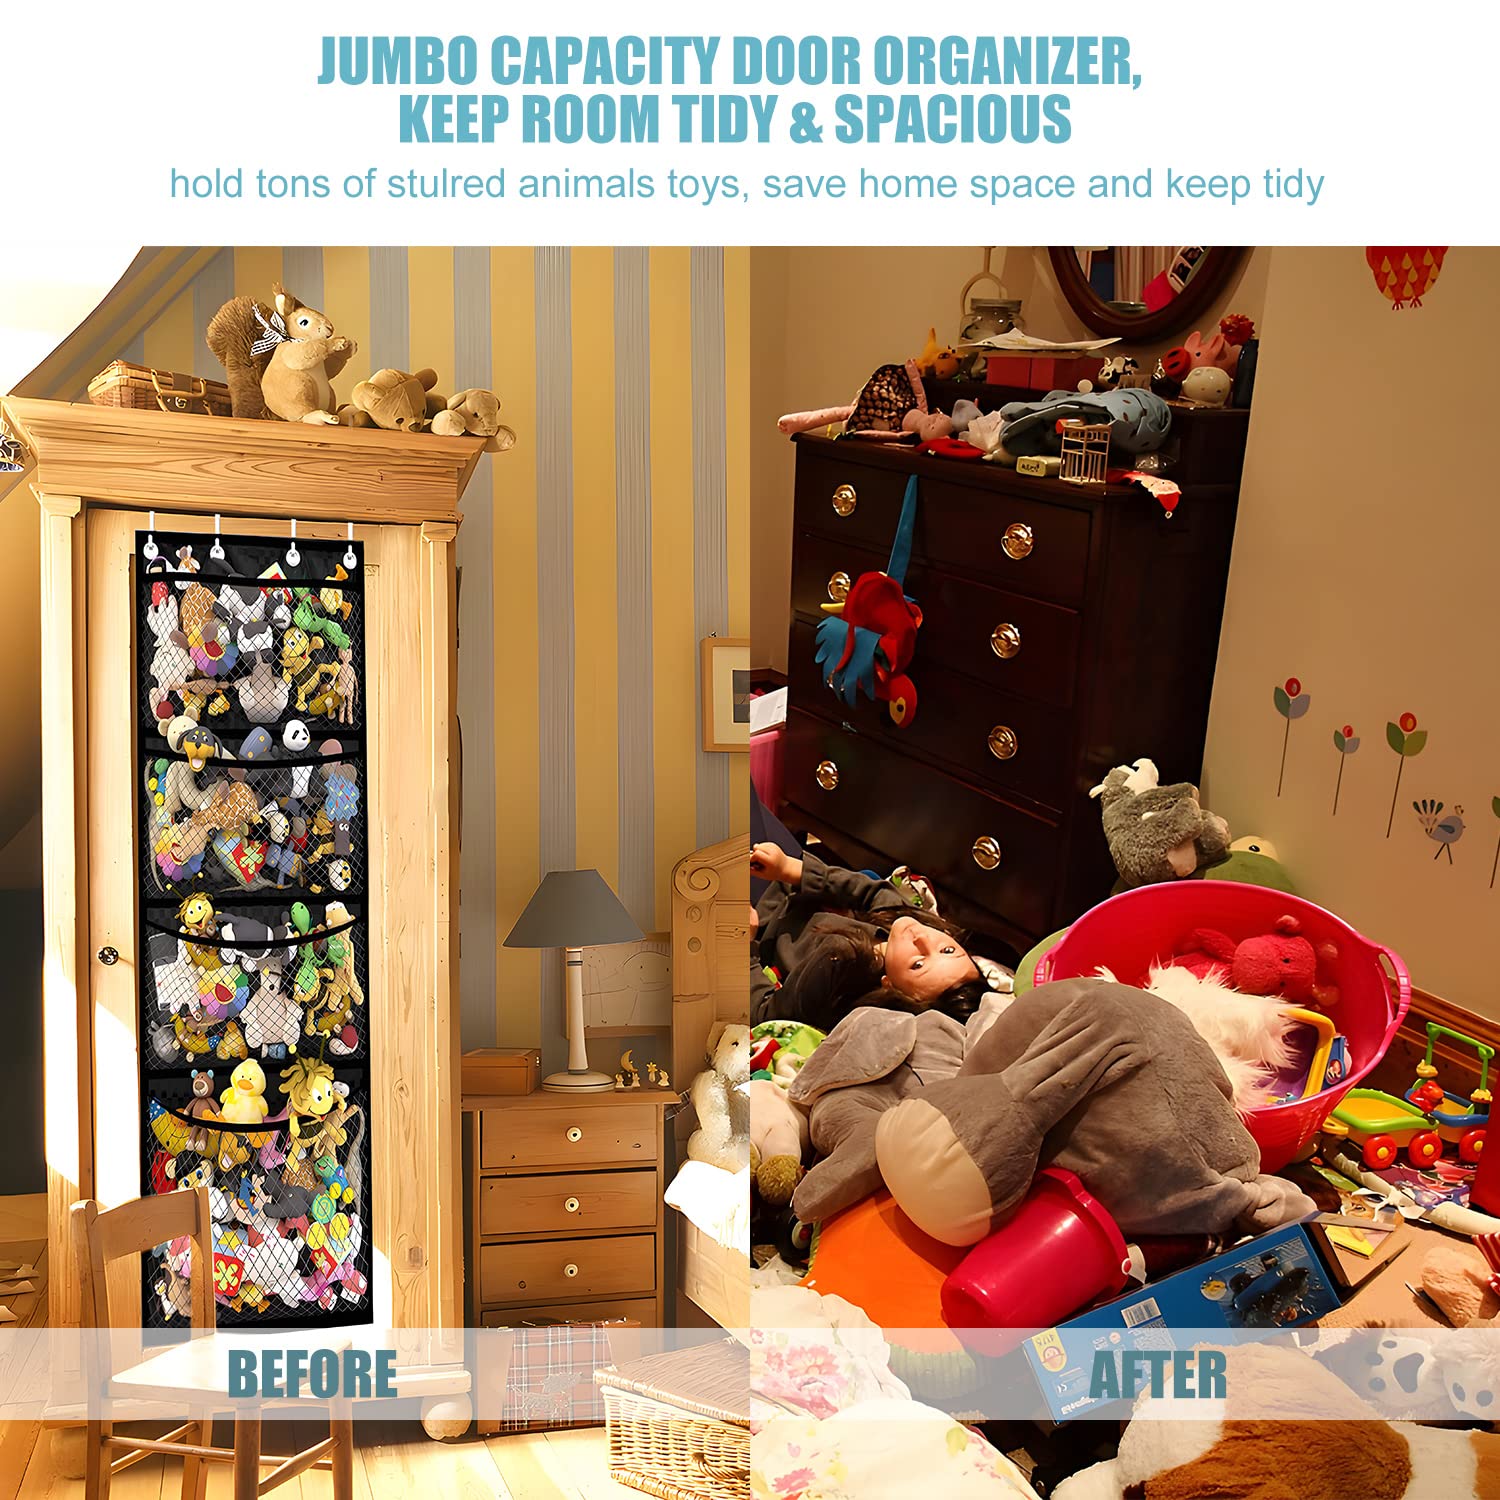 JUMBO CAPACITY DOOR ORGANIZER,
KEEP ROOM TIDY & SPACIOUS
hold tons of stulred animals toys, save home space and keep tidy
BEFORE
AFTER